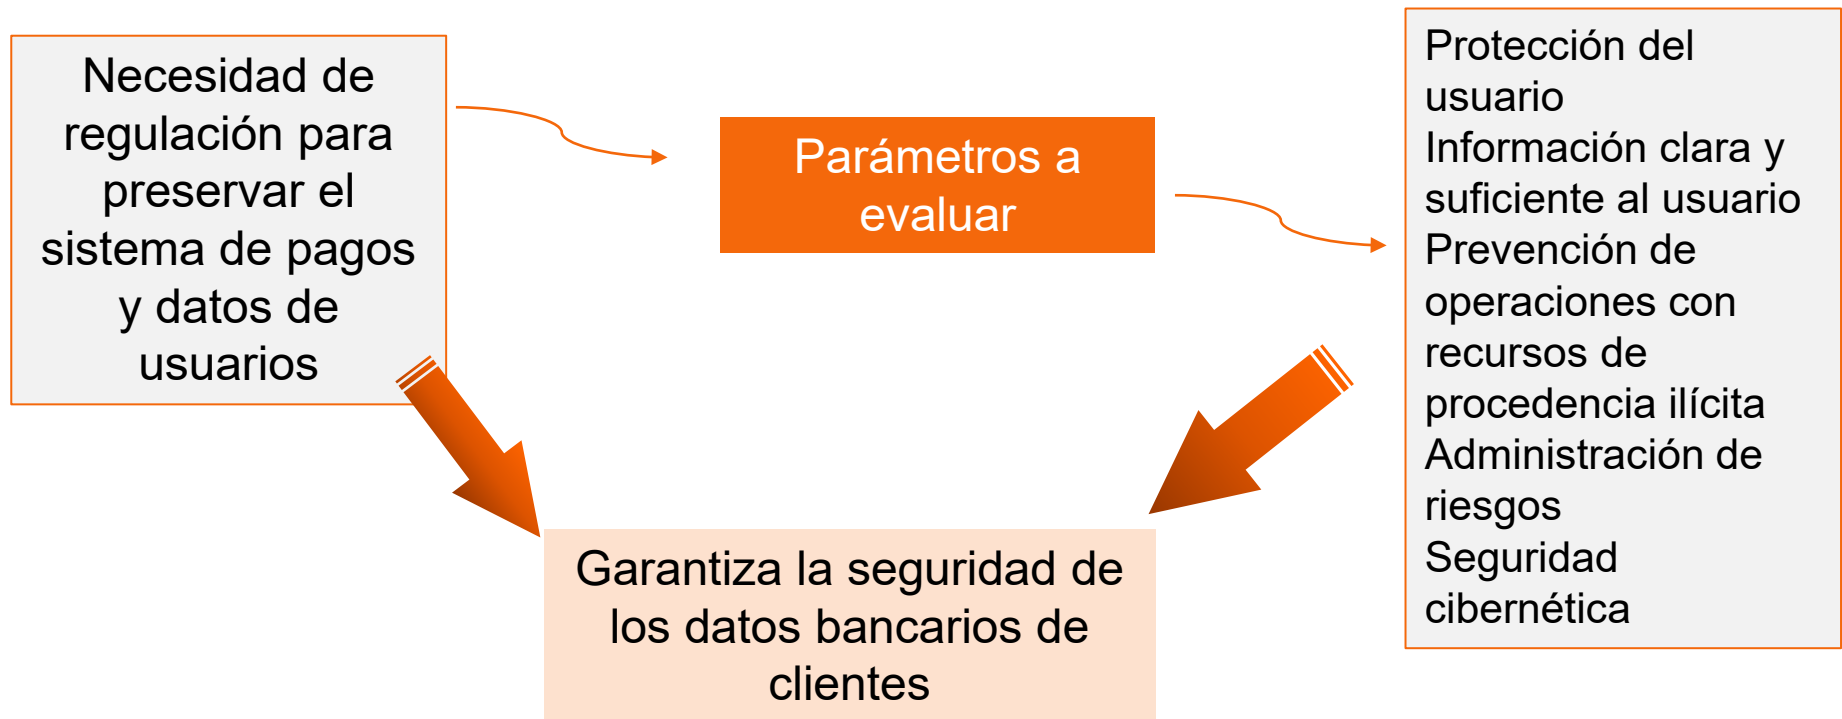 Necesidad de
regulación para
preservar el
sistema de pagos
y datos de
usuarios
Parámetros a
evaluar
Protección del
usuario
Información clara y
suficiente al usuario
Prevención de
operaciones con
recursos de
procedencia ilícita
Administración de
riesgos
Seguridad
cibernética
Garantiza la seguridad de
los datos bancarios de
clientes